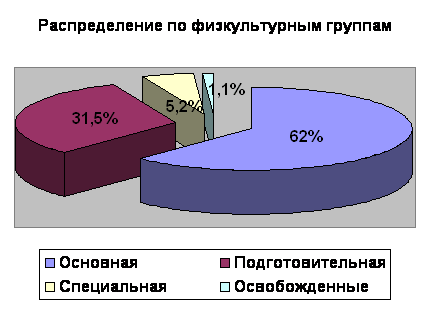 Распределение по физкультурным группам
31,5%
5,2%
1,1%
62%
Основная
Подготовительная
Специальная
Освобожденные